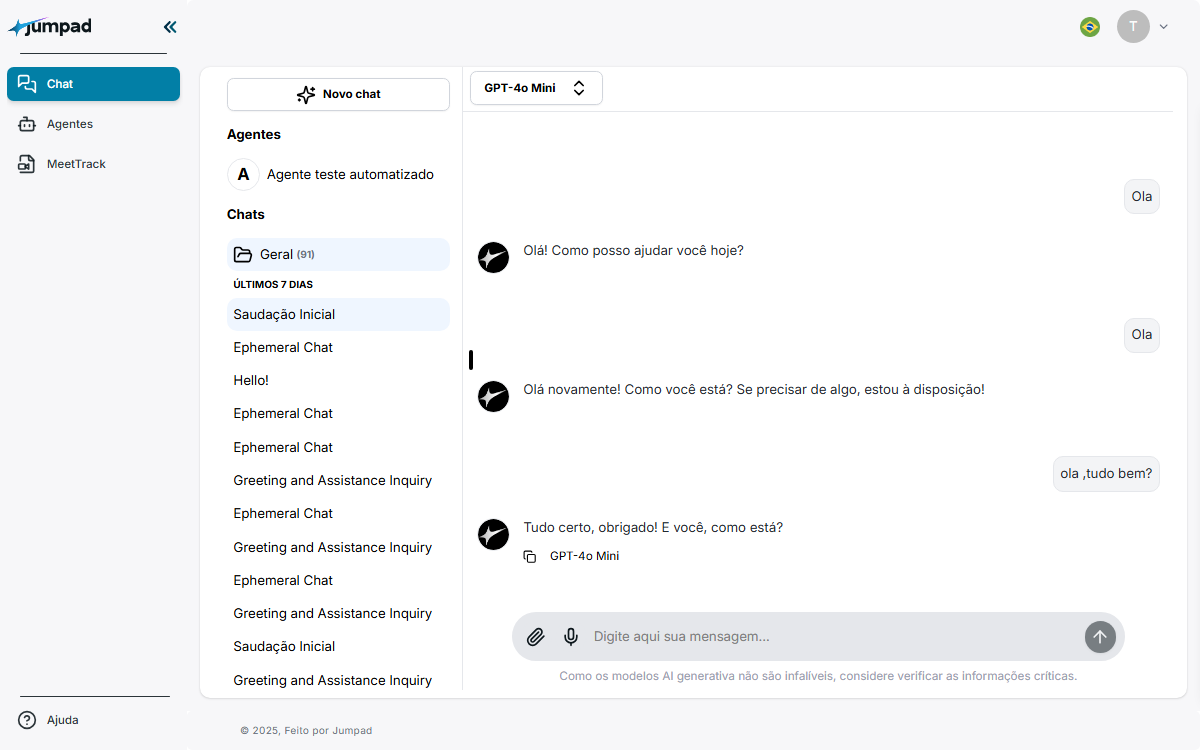 jumpad
T
Chat
Agentes
MeetTrack
Ajuda
Novo chat
Agentes
A
Agente teste automatizado
Chats
Geral (91)
ÚLTIMOS 7 DIAS
Saudação Inicial
Ephemeral Chat
Hello!
Ephemeral Chat
Ephemeral Chat
Greeting and Assistance Inquiry
Ephemeral Chat
Greeting and Assistance Inquiry
Ephemeral Chat
Greeting and Assistance Inquiry
Saudação Inicial
Greeting and Assistance Inquiry
GPT-4o Mini
Ola
Olá! Como posso ajudar você hoje?
Ola
Olá novamente! Como você está? Se precisar de algo, estou à disposição!
ola ,tudo bem?
Tudo certo, obrigado! E você, como está?
GPT-4o Mini
Digite aqui sua mensagem...
Como os modelos AI generativa não são infalíveis, considere verificar as informações críticas.
© 2025, Feito por Jumpad